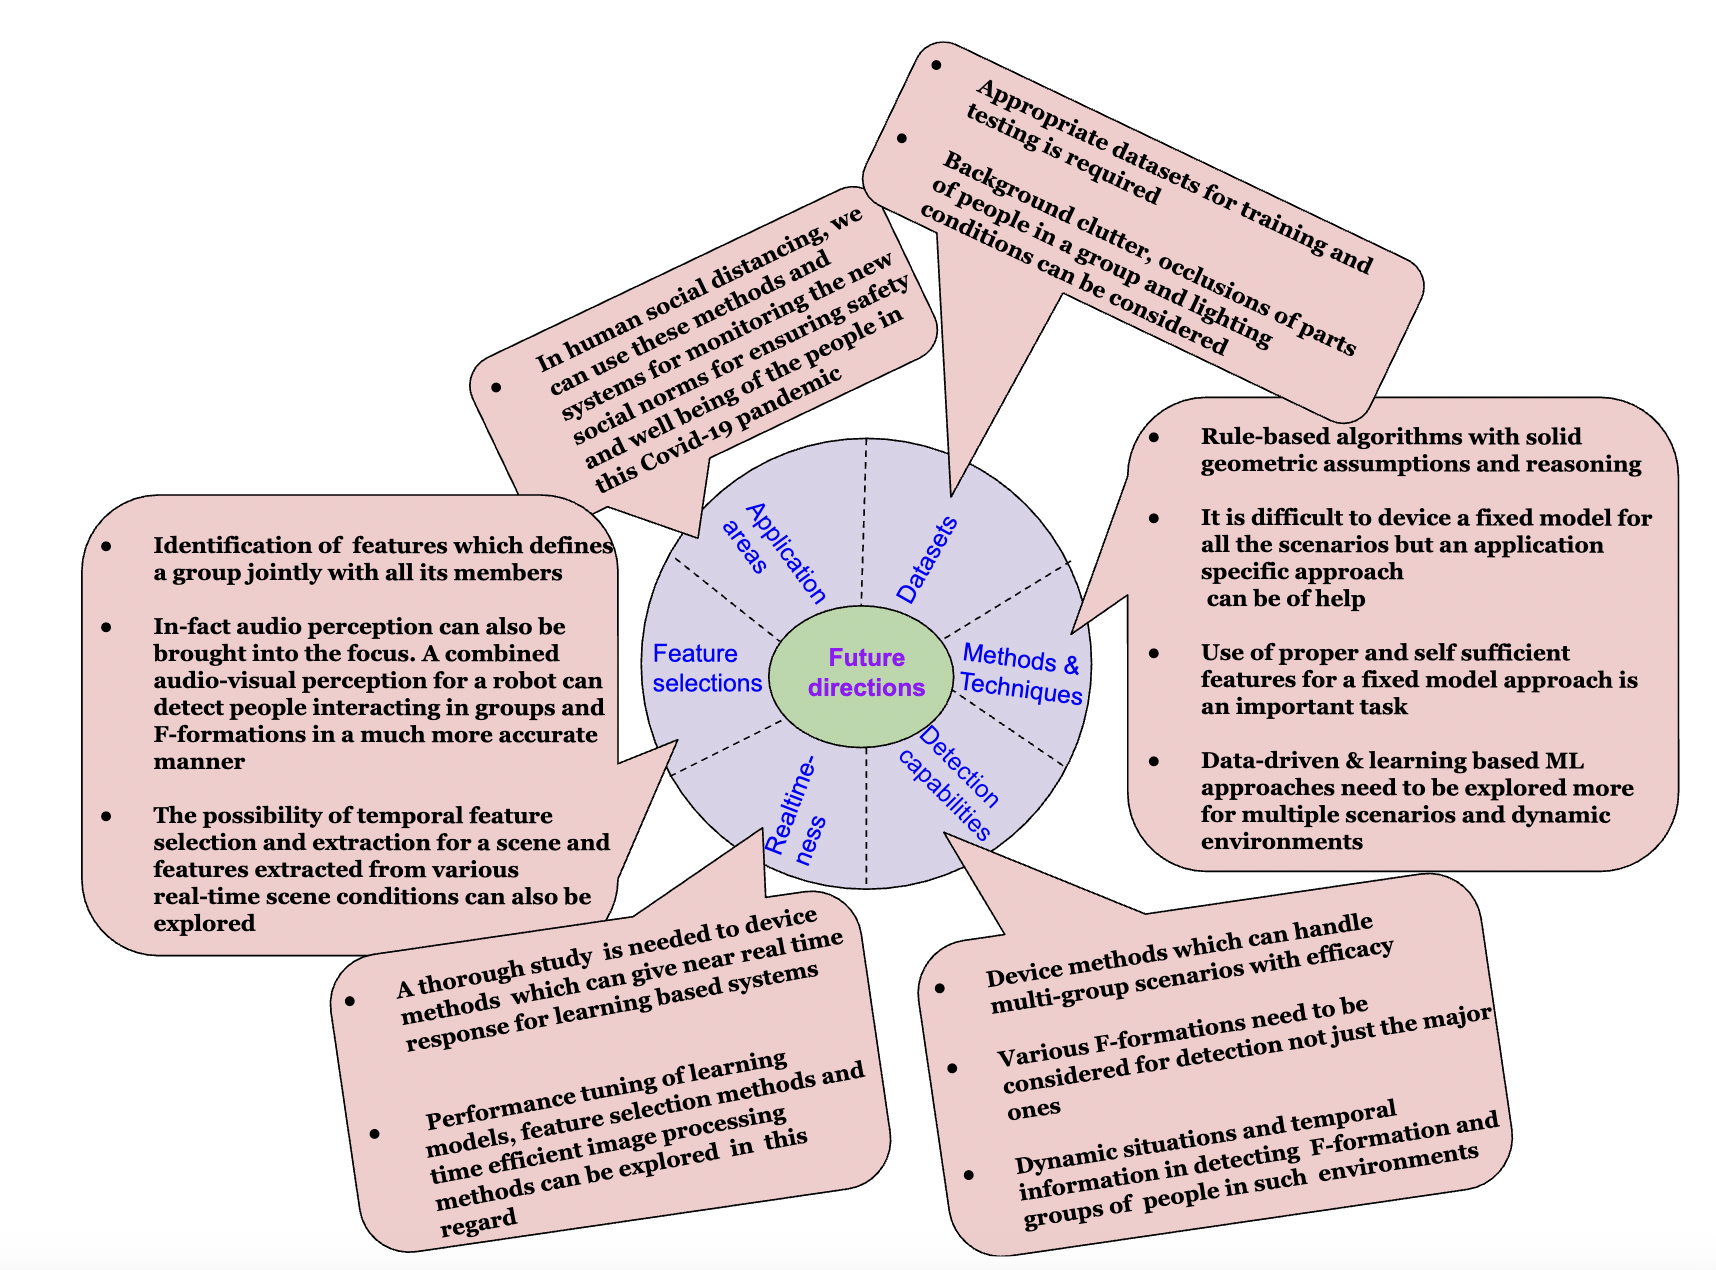 Appropriate datasets for training and
testing is required
Background clutter, occlusions of parts
of people in a group and lighting
conditions can be considered
In human social distancing, we
can use these methods and
systems for monitoring the new
social norms for ensuring safety
and well being of the people in
this Covid-19 pandemic
Rule-based algorithms with solid
geometric assumptions and reasoning
It is difficult to device a fixed model for
all the scenarios but an application
specific approach
can be of help
Use of proper and self sufficient
features for a fixed model approach is
an important task
Data-driven & learning based ML
approaches need to be explored more
for multiple scenarios and dynamic
environments
Identification of  features which defines
a group jointly with all its members
In-fact audio perception can also be
brought into the focus. A combined
audio-visual perception for a robot can
detect people interacting in groups and
F-formations in a much more accurate
manner
The possibility of temporal feature
selection and extraction for a scene and
features extracted from various
real-time scene conditions can also be
explored
Application
areas
Datasets
Feature
selections
Future
directions
Methods &
Techniques
Realtime-
ness
Detection
capabilities
A thorough study  is needed to device
methods  which can give near real time
response for learning based systems
Performance tuning of learning
models, feature selection methods and
time efficient image processing
methods can be explored  in  this
regard
Device methods which can handle
multi-group scenarios with efficacy
Various F-formations need to be
considered for detection not just the major
ones
Dynamic situations and temporal
information in detecting  F-formation and
groups of  people in such  environments